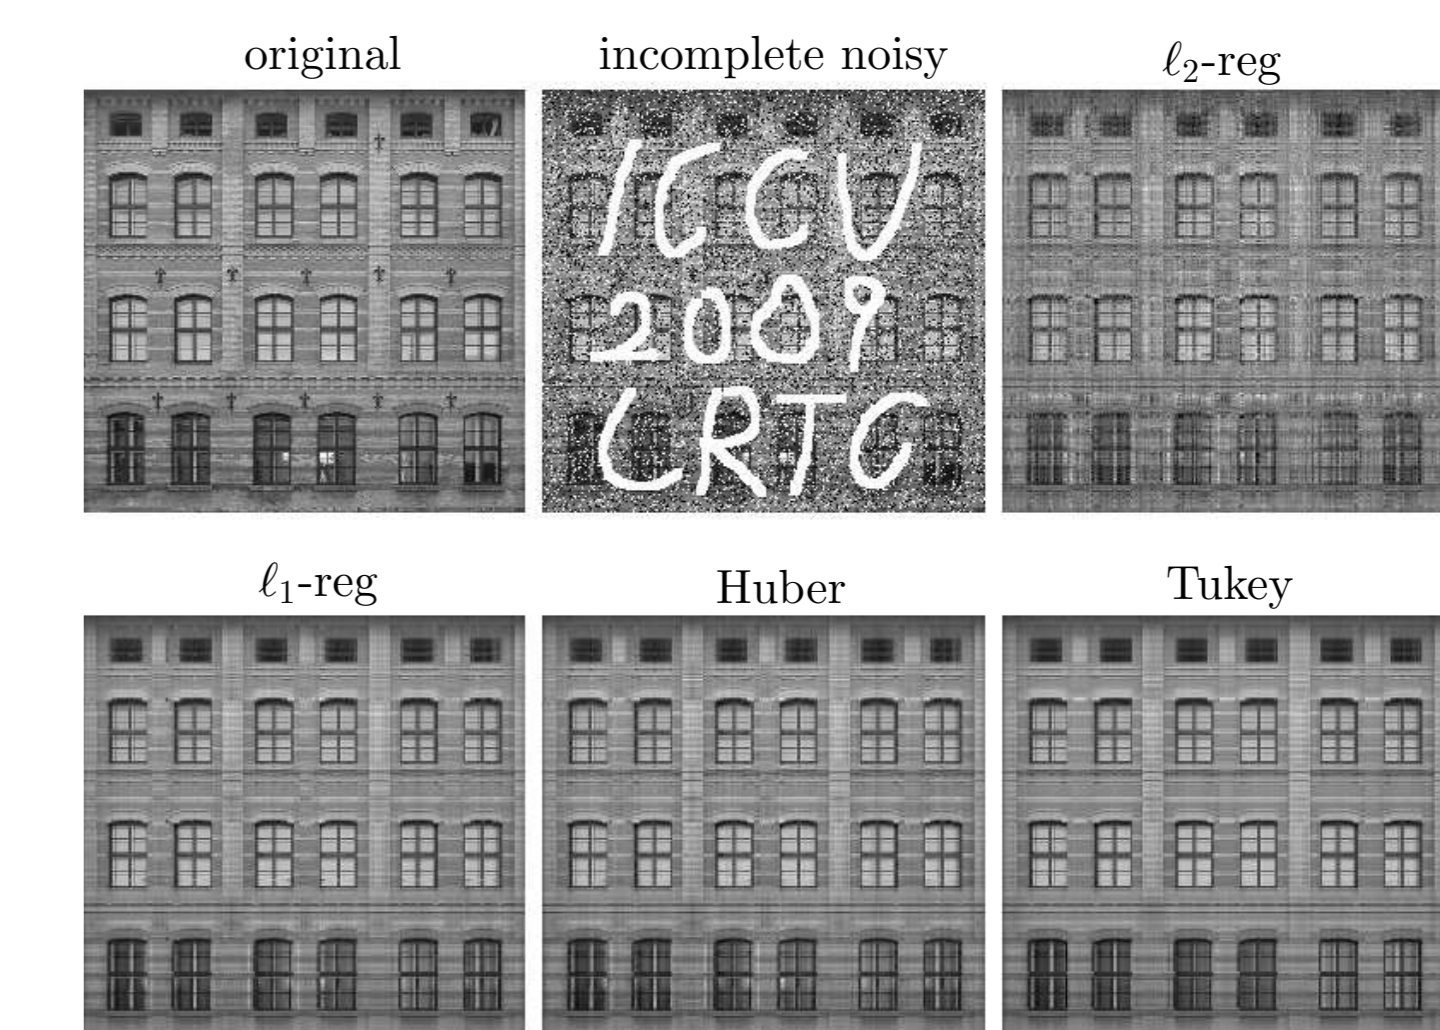 original incomplete noisy ℓ₂-reg
ICCV
2009
LRTC
ℓ₁-reg Huber Tukey